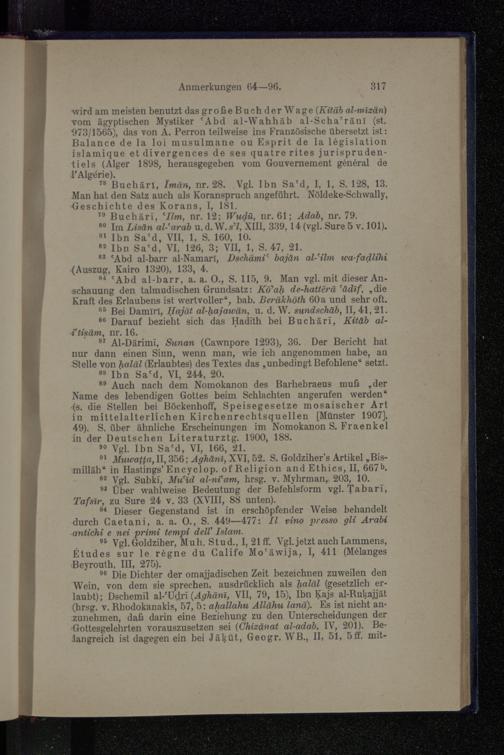 Anmerkungen 64—96. 317
wird am meisten benutzt das große Buch der Wage (Kitāb al-mīzān)
vom ägyptischen Mystiker ʿAbd al-Wahhāb al-Schaʿrānī (st.
973/1565), das von A. Perron teilweise ins Französische übersetzt ist:
Balance de la loi musulmane ou Esprit de la législation
islamique et divergences de ses quatre rites jurispruden-
tiels (Alger 1898, herausgegeben vom Gouvernement général de
l'Algérie).
⁷⁸ Buchārī, Īmān, nr. 28. Vgl. Ibn Saʿd, I, 1, S. 128, 13.
Man hat den Satz auch als Koranspruch angeführt. Nöldeke-Schwally,
Geschichte des Korans, I, 181.
⁷⁹ Buchārī, ʿIlm, nr. 12; Wuḍū, nr. 61; Adab, nr. 79.
⁸⁰ Im Lisān al-ʿarab u. d. W. sʾl, XIII, 339, 14 (vgl. Sure 5 v. 101).
⁸¹ Ibn Saʿd, VII, 1, S. 160, 10.
⁸² Ibn Saʿd, VI, 126, 3; VII, 1, S. 47, 21.
⁸³ ʿAbd al-barr al-Namarī, Dschāmiʿ bajān al-ʿilm wa-faḍlihi
(Auszug, Kairo 1320), 133, 4.
⁸⁴ ʿAbd al-barr, a. a. O., S. 115, 9. Man vgl. mit dieser An-
schauung den talmudischen Grundsatz: Kōʾaḥ de-hattērā ʿādīf, „die
Kraft des Erlaubens ist wertvoller“, bab. Berākhōth 60a und sehr oft.
⁸⁵ Bei Damīrī, Ḥajāt al-ḥajawān, u. d. W. sundschāb, II, 41, 21.
⁸⁶ Darauf bezieht sich das Ḥadīth bei Buchārī, Kitāb al-
iʿtiṣām, nr. 16.
⁸⁷ Al-Dārimī, Sunan (Cawnpore 1293), 36. Der Bericht hat
nur dann einen Sinn, wenn man, wie ich angenommen habe, an
Stelle von ḥalāl (Erlaubtes) des Textes das „unbedingt Befohlene“ setzt.
⁸⁸ Ibn Saʿd, VI, 244, 20.
⁸⁹ Auch nach dem Nomokanon des Barhebraeus muß „der
Name des lebendigen Gottes beim Schlachten angerufen werden“
(s. die Stellen bei Böckenhoff, Speisegesetze mosaischer Art
in mittelalterlichen Kirchenrechtsquellen [Münster 1907],
49). S. über ähnliche Erscheinungen im Nomokanon S. Fraenkel
in der Deutschen Literaturztg. 1900, 188.
⁹⁰ Vgl. Ibn Saʿd, VI, 166, 21.
⁹¹ Muwaṭṭa, II, 356; Aghānī, XVI, 52. S. Goldziher's Artikel „Bis-
millāh“ in Hastings' Encyclop. of Religion and Ethics, II, 667ᵇ.
⁹² Vgl. Subkī, Muʿīd al-niʿam, hrsg. v. Myhrman, 203, 10.
⁹³ Über wahlweise Bedeutung der Befehlsform vgl. Ṭabarī,
Tafsīr, zu Sure 24 v. 33 (XVIII, 88 unten).
⁹⁴ Dieser Gegenstand ist in erschöpfender Weise behandelt
durch Caetani, a. a. O., S. 449—477: Il vino presso gli Arabi
antichi e nei primi tempi dell' Islam.
⁹⁵ Vgl. Goldziher, Muh. Stud., I, 21 ff. Vgl. jetzt auch Lammens,
Études sur le règne du Calife Moʿāwija, I, 411 (Mélanges
Beyrouth, III, 275).
⁹⁶ Die Dichter der omajjadischen Zeit bezeichnen zuweilen den
Wein, von dem sie sprechen, ausdrücklich als ḥalāl (gesetzlich er-
laubt); Dschemil al-ʿUḏrī (Aghānī, VII, 79, 15), Ibn Ḳajs al-Ruḳajjāt
(hrsg. v. Rhodokanakis, 57, 5: aḥallahu Allāhu lanā). Es ist nicht an-
zunehmen, daß darin eine Beziehung zu den Unterscheidungen der
Gottesgelehrten vorauszusetzen sei (Chizānat al-adab, IV, 201). Be-
langreich ist dagegen ein bei Jāḳūt, Geogr. WB., II, 51, 5 ff. mit-